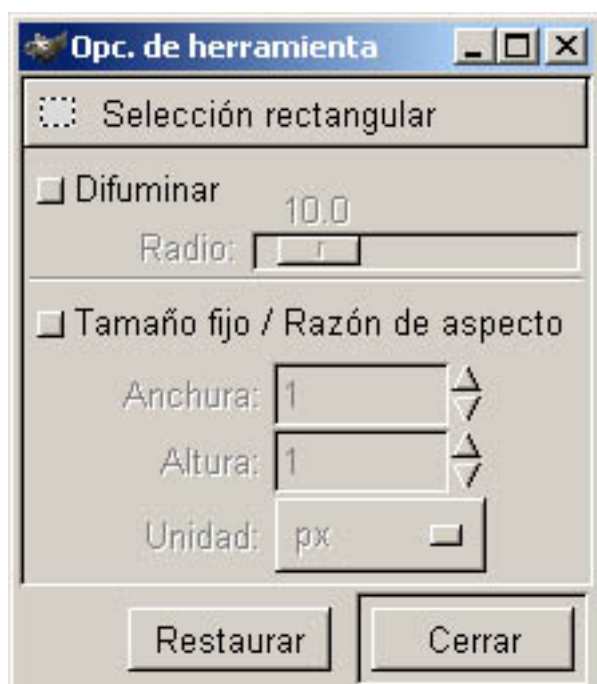 Opc. de herramienta
Selección rectangular
Difuminar
10.0
Radio:
Tamaño fijo / Razón de aspecto
Anchura: 1
Altura: 1
Unidad: px
Restaurar Cerrar